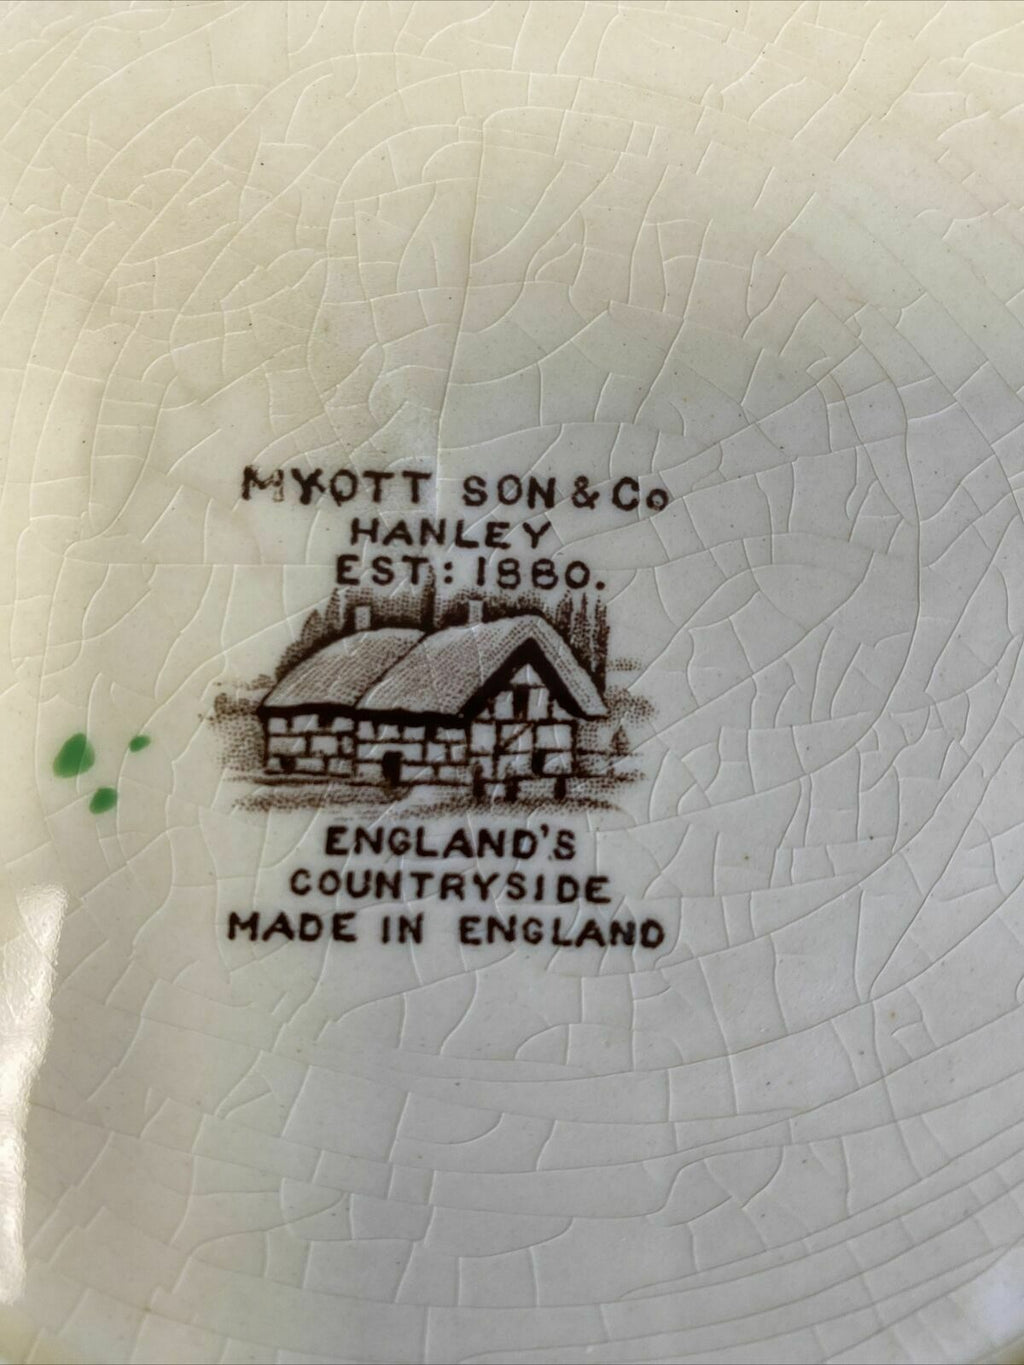 MYOTT SON & Co
HANLEY
EST: 1880.
ENGLAND'S
COUNTRYSIDE
MADE IN ENGLAND